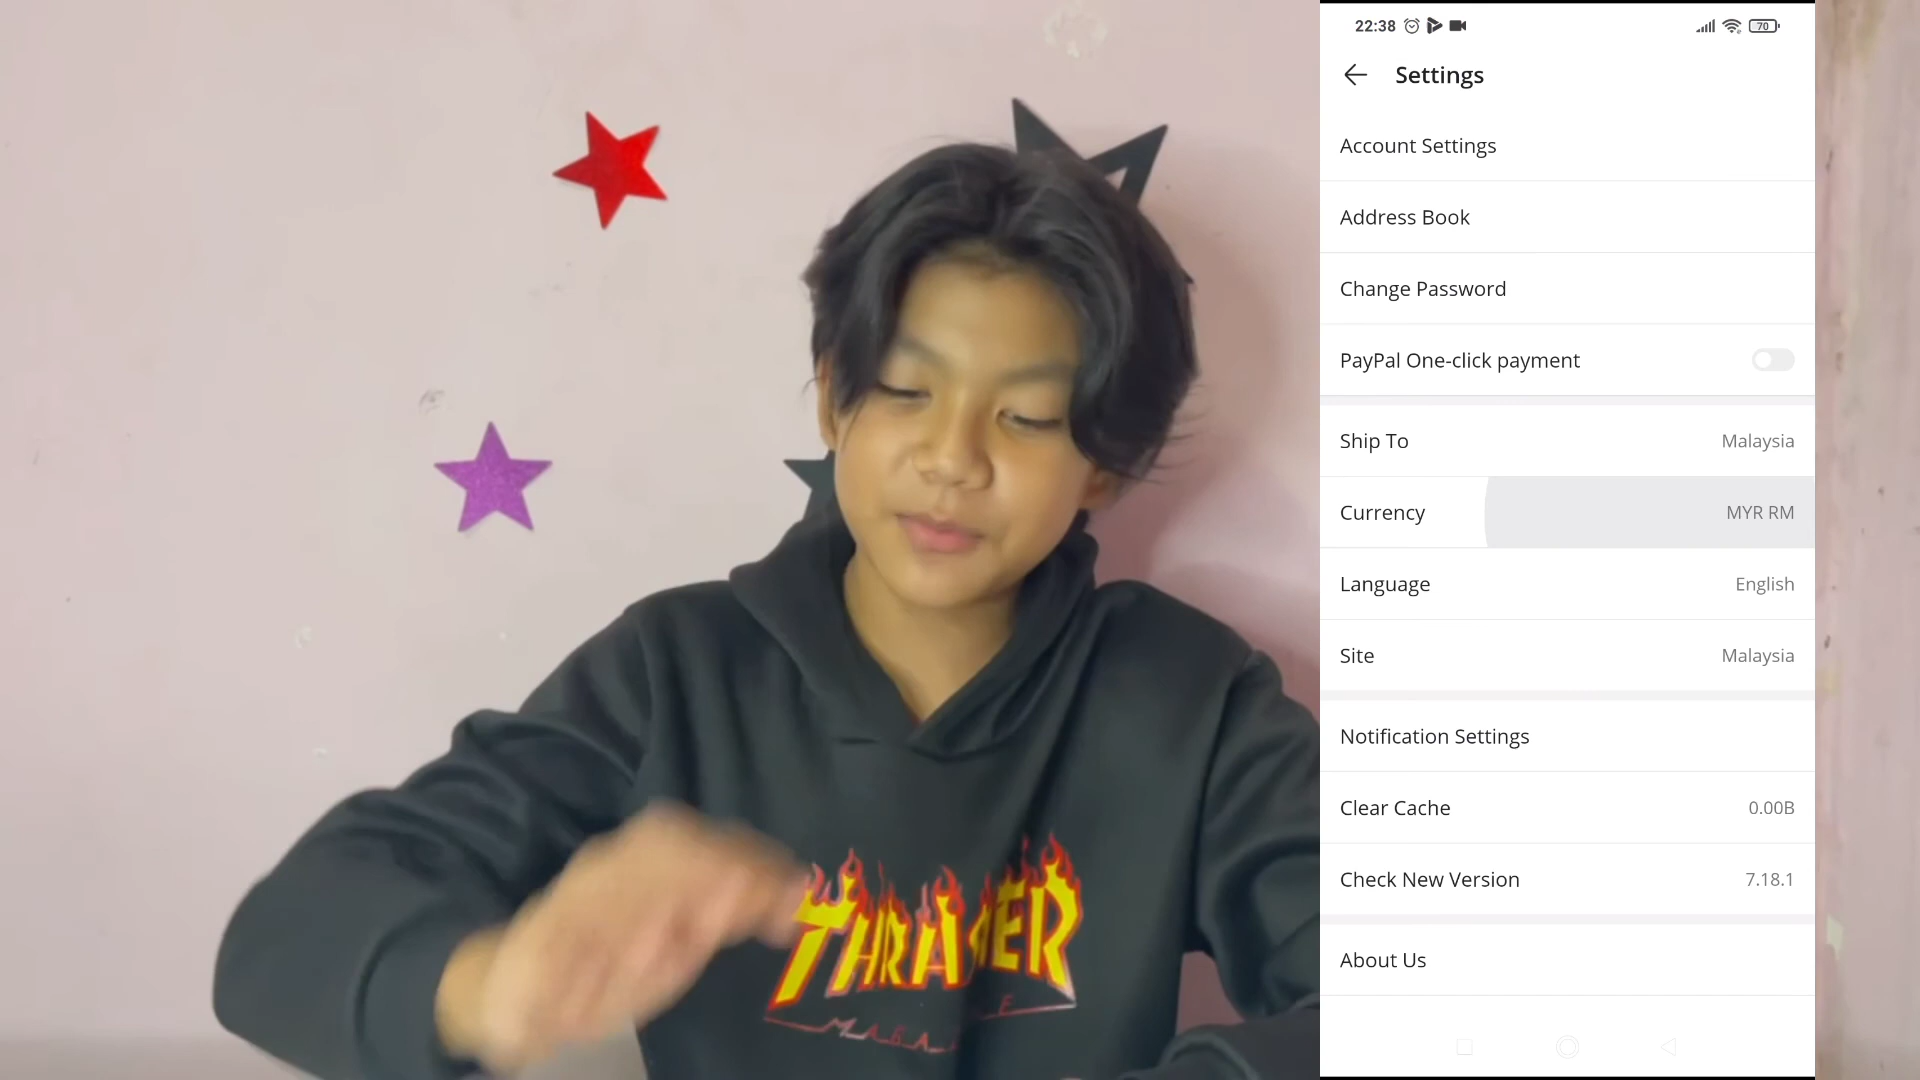 22:38
70
Settings
Account Settings
Address Book
Change Password
PayPal One-click payment
Ship To Malaysia
Currency MYR RM
Language English
Site Malaysia
Notification Settings
Clear Cache 0.00B
Check New Version 7.18.1
About Us